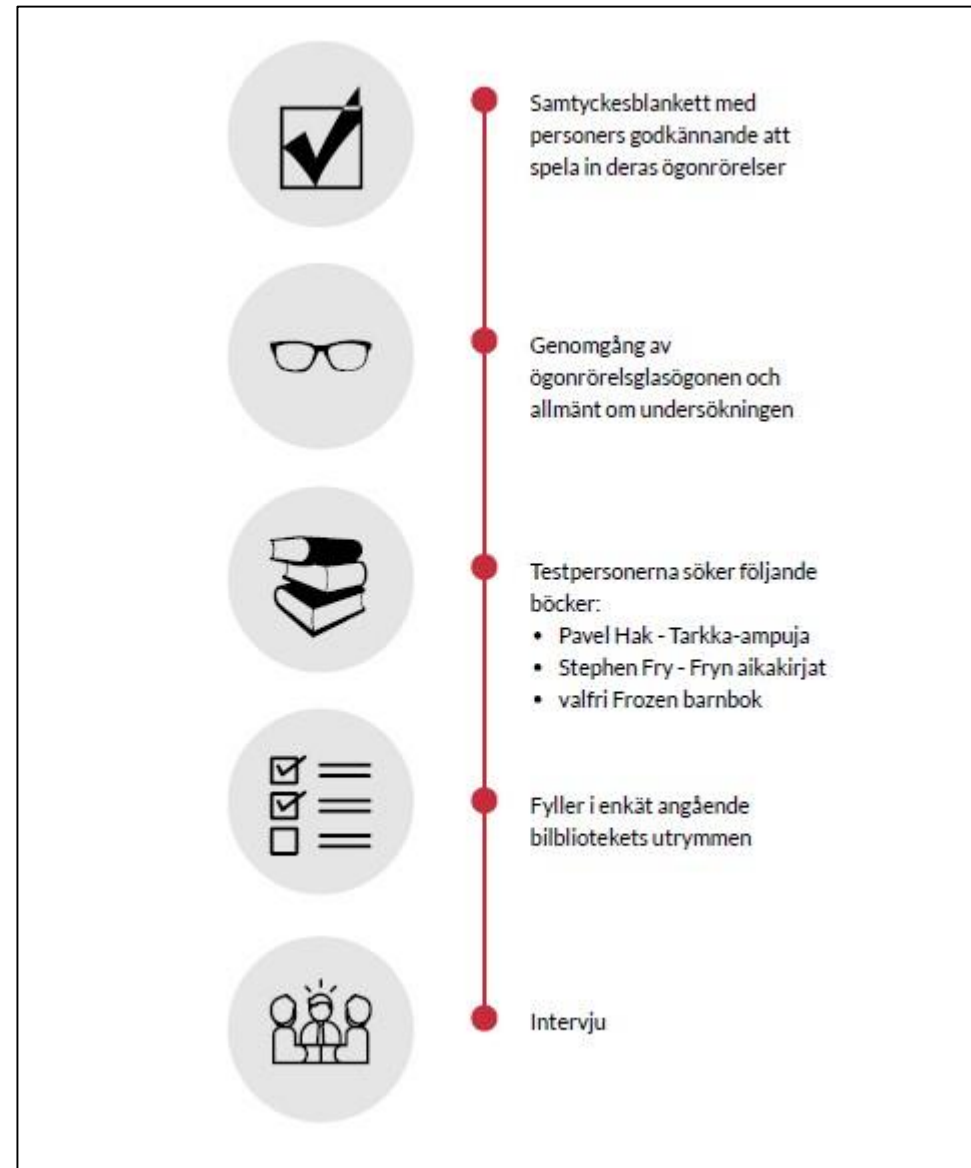 Samtyckesblankett med
personers godkännande att
spela in deras ögonrörelser
Genomgång av
ögonrörelsglasögonen och
allmänt om undersökningen
Testpersonerna söker följande
böcker:
• Pavel Hak - Tarkka-ampuja
• Stephen Fry - Fryn aikakirjat
• valfri Frozen barnbok
Fyller i enkät angående
bilbliotekets utrymmen
Intervju